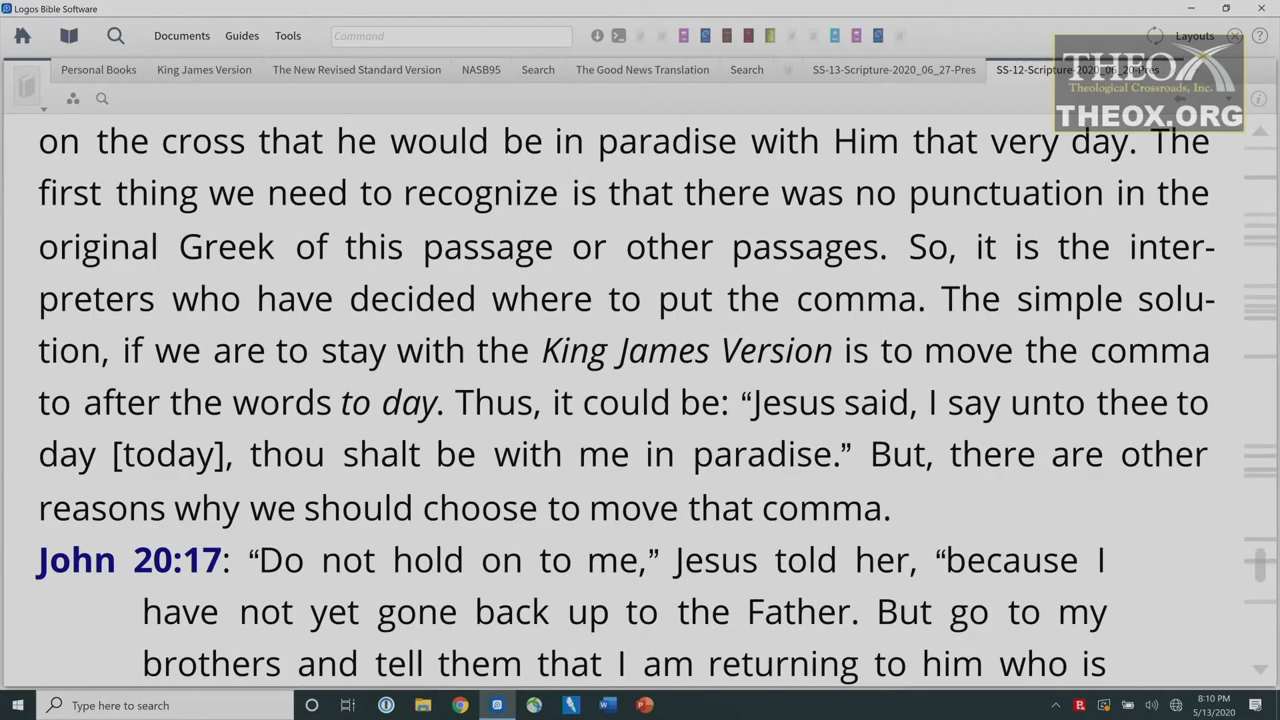 Logos Bible Software
Documents Guides Tools Command Layouts
Personal Books King James Version The New Revised NASB95 Search The Good News Translation Search SS-13-Scripture-2020_06_27-Pres SS-12-Scripture-2020_06_20-Pres
THEOX
Theological Crossroads, Inc.
THEOX.ORG
on the cross that he would be in paradise with Him that very day. The
first thing we need to recognize is that there was no punctuation in the
original Greek of this passage or other passages. So, it is the inter-
preters who have decided where to put the comma. The simple solu-
tion, if we are to stay with the King James Version is to move the comma
to after the words to day. Thus, it could be: “Jesus said, I say unto thee to
day [today], thou shalt be with me in paradise.” But, there are other
reasons why we should choose to move that comma.
John 20:17: “Do not hold on to me,” Jesus told her, “because I
have not yet gone back up to the Father. But go to my
brothers and tell them that I am returning to him who is
Type here to search
8:10 PM
5/13/2020